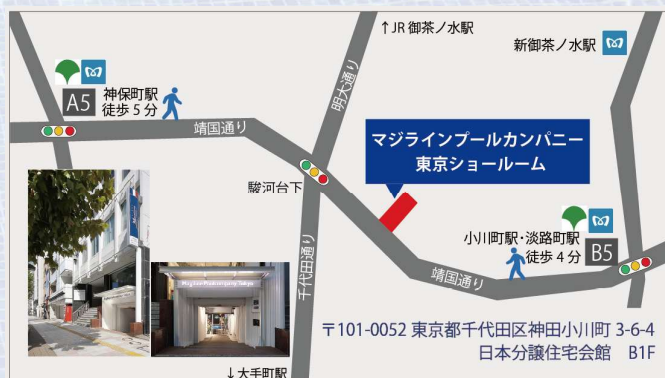 ↑JR 御茶ノ水駅
新御茶ノ水駅
A5
神保町駅
徒歩 5 分
明大通り
靖国通り
マジラインプールカンパニー
東京ショールーム
駿河台下
小川町駅・淡路町駅
徒歩 4 分
B5
千代田通り
靖国通り
〒101-0052 東京都千代田区神田小川町 3-6-4
日本分譲住宅会館 B1F
↓大手町駅